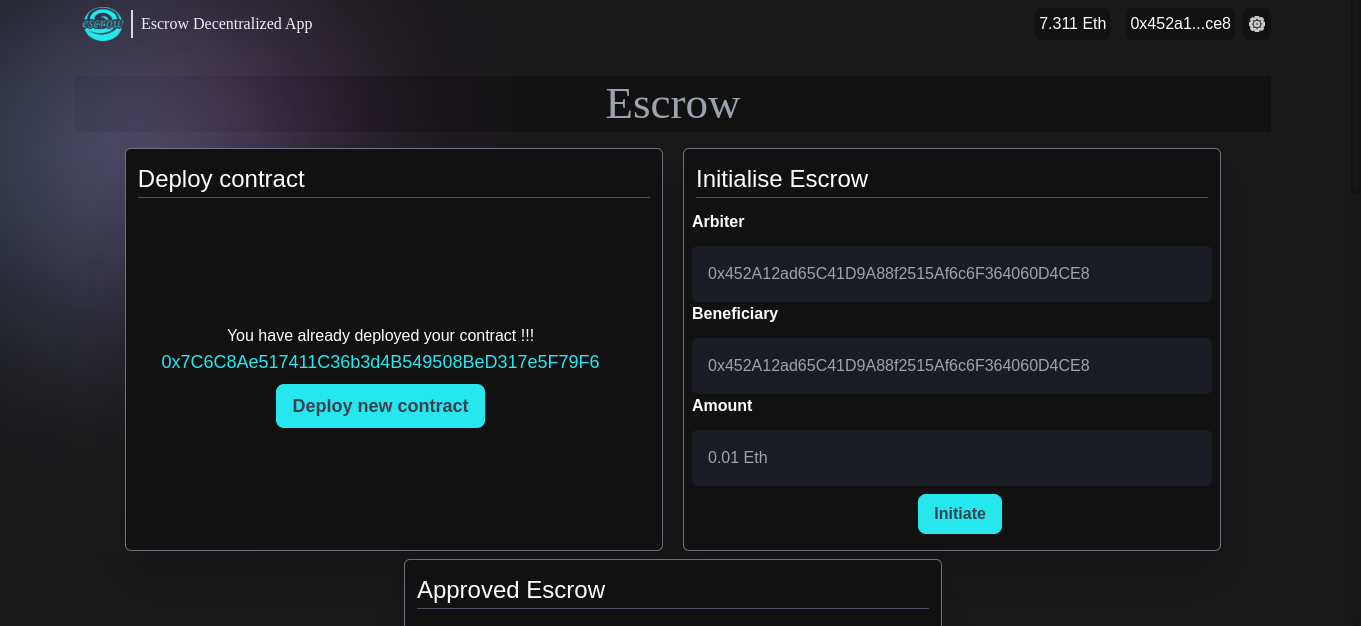 escrow
Escrow Decentralized App
7.311 Eth
0x452a1...ce8
Escrow
Deploy contract
You have already deployed your contract !!!
0x7C6C8Ae517411C36b3d4B549508BeD317e5F79F6
Deploy new contract
Initialise Escrow
Arbiter
0x452A12ad65C41D9A88f2515Af6c6F364060D4CE8
Beneficiary
0x452A12ad65C41D9A88f2515Af6c6F364060D4CE8
Amount
0.01 Eth
Initiate
Approved Escrow